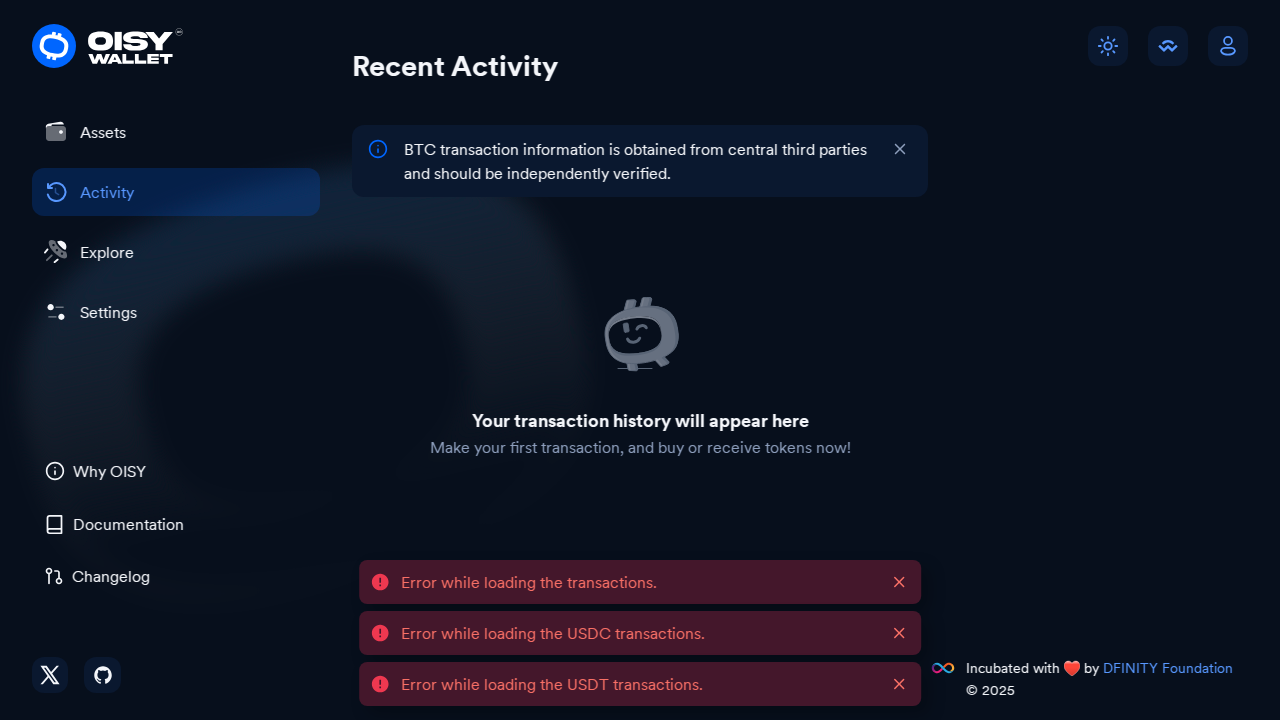 OISY
WALLET
Recent Activity
Assets
Activity
Explore
Settings
BTC transaction information is obtained from central third parties
and should be independently verified.
Your transaction history will appear here
Make your first transaction, and buy or receive tokens now!
Why OISY
Documentation
Changelog
Error while loading the transactions.
Error while loading the USDC transactions.
Error while loading the USDT transactions.
Incubated with ❤️ by DFINITY Foundation
© 2025